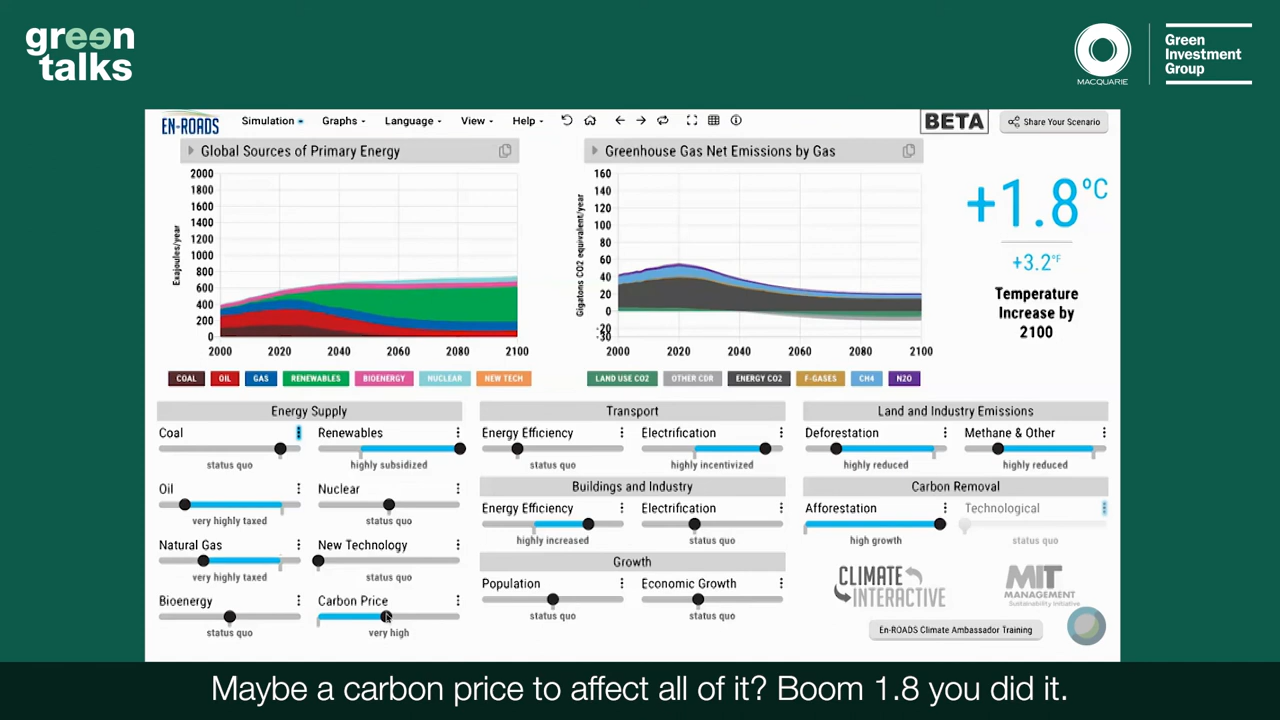 green
talks
MACQUARIE
Green
Investment
Group
EN-ROADS
Simulation
Graphs
Language
View
Help
BETA
Share Your Scenario
Global Sources of Primary Energy
2000
1800
1600
1400
1200
1000
800
600
400
200
0
Exajoules/year
2000 2020 2040 2060 2080 2100
COAL OIL GAS RENEWABLES BIOENERGY NUCLEAR NEW TECH
Greenhouse Gas Net Emissions by Gas
160
140
120
100
80
60
40
20
0
-20
-30
Gigatons CO2 equivalent/year
2000 2020 2040 2060 2080 2100
LAND USE CO2 OTHER CDR ENERGY CO2 F-GASES CH4 N2O
+1.8°C
+3.2°F
Temperature
Increase by
2100
Energy Supply
Coal
status quo
Renewables
highly subsidized
Oil
very highly taxed
Nuclear
status quo
Natural Gas
very highly taxed
New Technology
status quo
Bioenergy
status quo
Carbon Price
very high
Transport
Energy Efficiency
status quo
Electrification
highly incentivized
Buildings and Industry
Energy Efficiency
highly increased
Electrification
status quo
Growth
Population
status quo
Economic Growth
status quo
Land and Industry Emissions
Deforestation
highly reduced
Methane & Other
highly reduced
Carbon Removal
Afforestation
high growth
Technological
status quo
CLIMATE
INTERACTIVE
MIT
MANAGEMENT
Sustainability Initiative
En-ROADS Climate Ambassador Training
Maybe a carbon price to affect all of it? Boom 1.8 you did it.